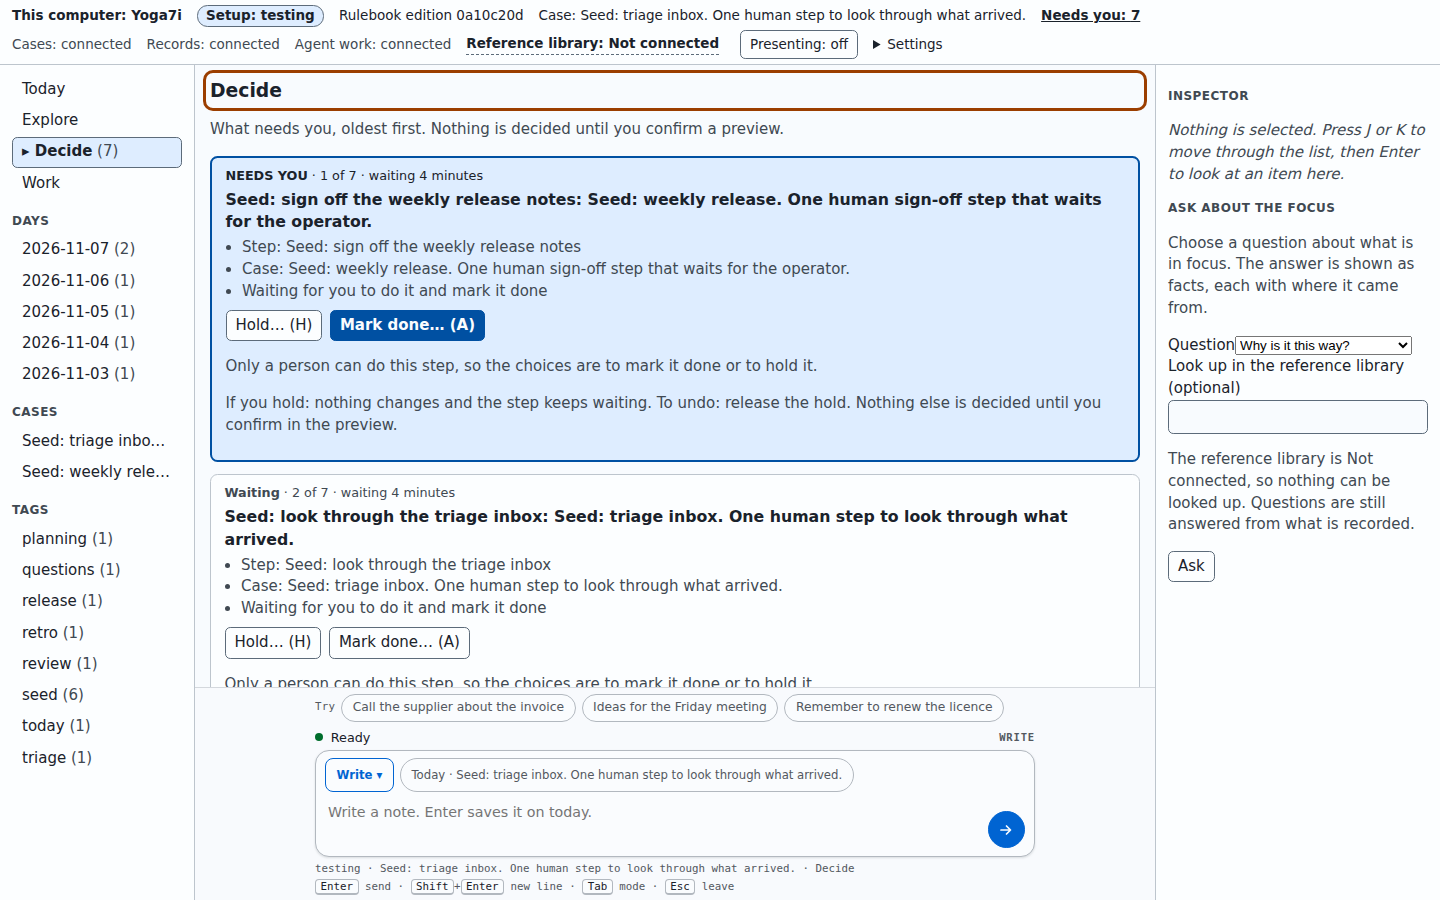 This computer: Yoga7i Setup: testing Rulebook edition 0a10c20d Case: Seed: triage inbox. One human step to look through what arrived. Needs you: 7
Cases: connected Records: connected Agent work: connected Reference library: Not connected Presenting: off ▶ Settings
Today
Explore
▸ Decide (7)
Work
DAYS
2026-11-07 (2)
2026-11-06 (1)
2026-11-05 (1)
2026-11-04 (1)
2026-11-03 (1)
CASES
Seed: triage inbo…
Seed: weekly rele…
TAGS
planning (1)
questions (1)
release (1)
retro (1)
review (1)
seed (6)
today (1)
triage (1)
Decide
What needs you, oldest first. Nothing is decided until you confirm a preview.
NEEDS YOU · 1 of 7 · waiting 4 minutes
Seed: sign off the weekly release notes: Seed: weekly release. One human sign-off step that waits
for the operator.
• Step: Seed: sign off the weekly release notes
• Case: Seed: weekly release. One human sign-off step that waits for the operator.
• Waiting for you to do it and mark it done
Hold… (H) Mark done… (A)
Only a person can do this step, so the choices are to mark it done or to hold it.
If you hold: nothing changes and the step keeps waiting. To undo: release the hold. Nothing else is decided until you
confirm in the preview.
Waiting · 2 of 7 · waiting 4 minutes
Seed: look through the triage inbox: Seed: triage inbox. One human step to look through what
arrived.
• Step: Seed: look through the triage inbox
• Case: Seed: triage inbox. One human step to look through what arrived.
• Waiting for you to do it and mark it done
Hold… (H) Mark done… (A)
Only a person can do this step, so the choices are to mark it done or to hold it
Try Call the supplier about the invoice Ideas for the Friday meeting Remember to renew the licence
Ready WRITE
Write ▾ Today · Seed: triage inbox. One human step to look through what arrived.
Write a note. Enter saves it on today.
→
testing · Seed: triage inbox. One human step to look through what arrived. · Decide
Enter send · Shift+Enter new line · Tab mode · Esc leave
INSPECTOR
Nothing is selected. Press J or K to
move through the list, then Enter
to look at an item here.
ASK ABOUT THE FOCUS
Choose a question about what is
in focus. The answer is shown as
facts, each with where it came
from.
Question Why is it this way?
Look up in the reference library
(optional)
The reference library is Not
connected, so nothing can be
looked up. Questions are still
answered from what is recorded.
Ask